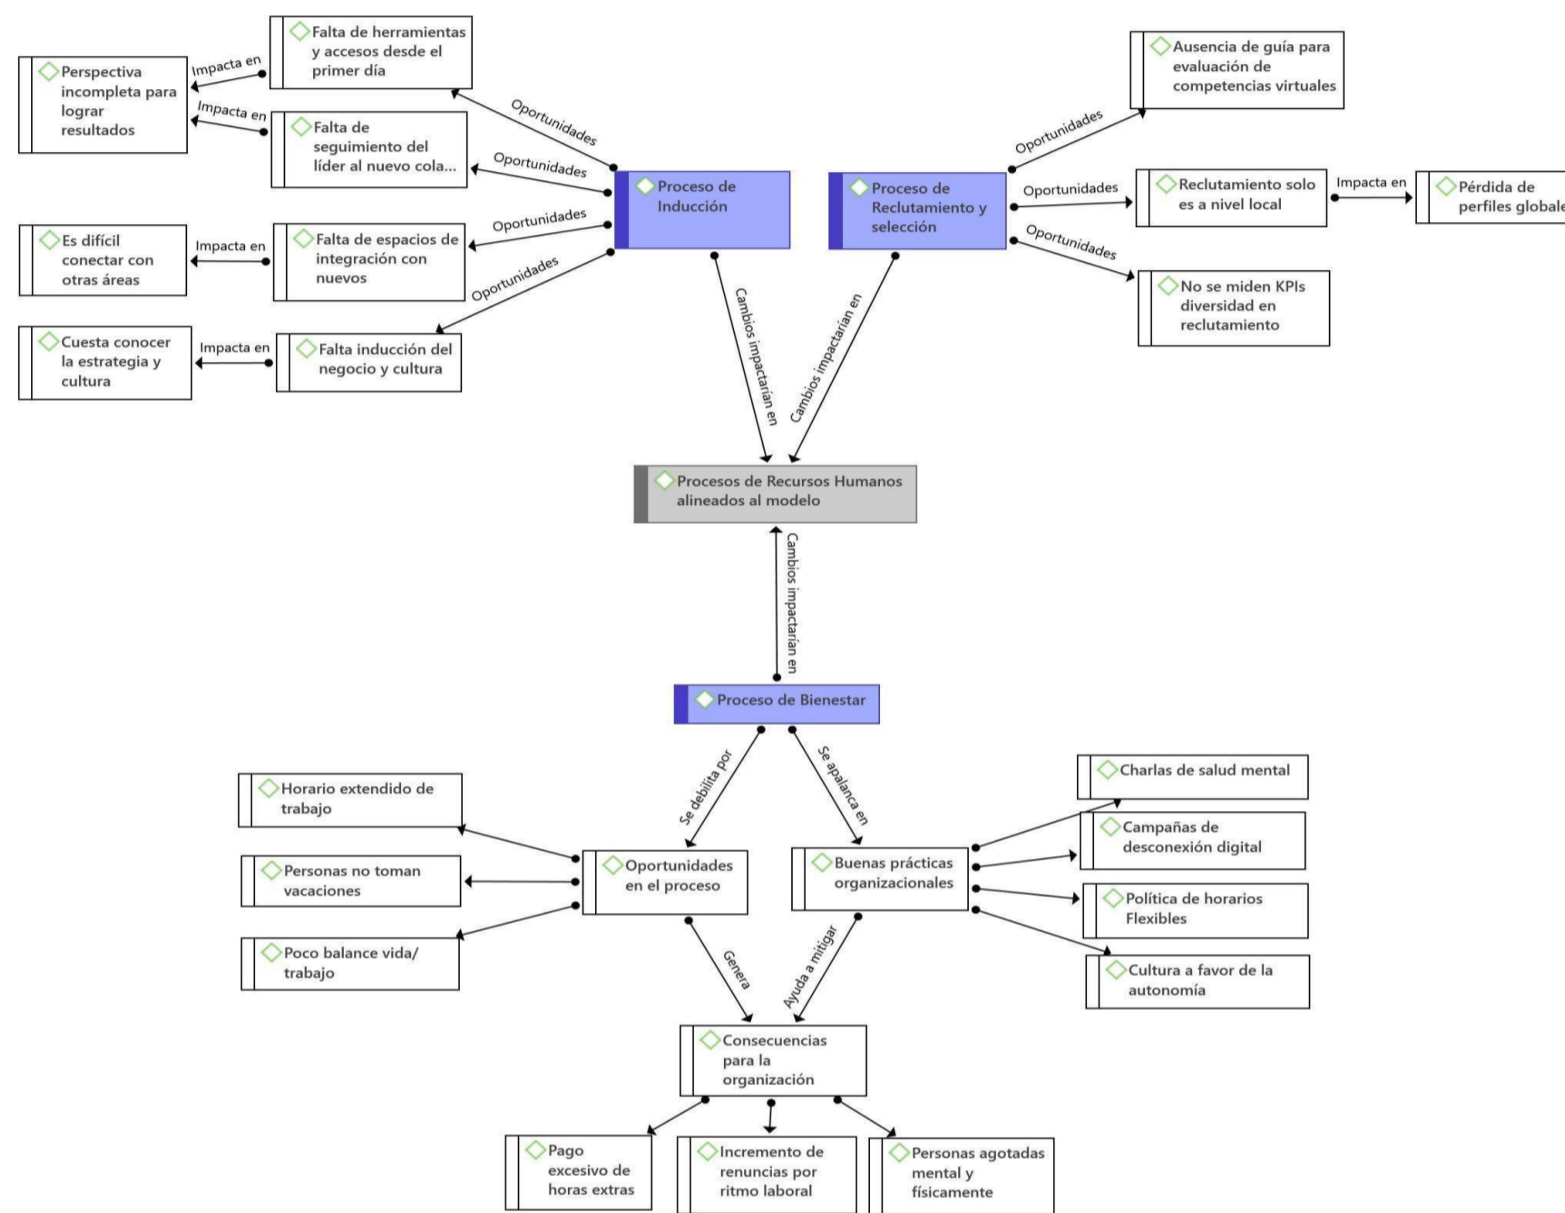 Falta de herramientas
y accesos desde el
primer día
Impacta en
Perspectiva
incompleta para
lograr
resultados
Impacta en
Falta de
seguimiento del
líder al nuevo cola...
Oportunidades
Oportunidades
Oportunidades
Oportunidades
Proceso de
Inducción
Es difícil
conectar con
otras áreas
Impacta en
Falta de espacios de
integración con
nuevos
Cuesta conocer
la estrategia y
cultura
Impacta en
Falta inducción del
negocio y cultura
Ausencia de guía para
evaluación de
competencias virtuales
Oportunidades
Proceso de
Reclutamiento y
selección
Oportunidades
Reclutamiento solo
es a nivel local
Impacta en
Pérdida de
perfiles globale
Oportunidades
No se miden KPIs
diversidad en
reclutamiento
Cambios impactarían en
Cambios impactarían en
Procesos de Recursos Humanos
alineados al modelo
Cambios impactarían en
Proceso de Bienestar
Se debilita por
Se apalanca en
Horario extendido de
trabajo
Personas no toman
vacaciones
Poco balance vida/
trabajo
Oportunidades
en el proceso
Buenas prácticas
organizacionales
Charlas de salud mental
Campañas de
desconexión digital
Política de horarios
Flexibles
Cultura a favor de la
autonomía
Genera
Ayuda a mitigar
Consecuencias
para la
organización
Pago
excesivo de
horas extras
Incremento de
renuncias por
ritmo laboral
Personas agotadas
mental y
físicamente